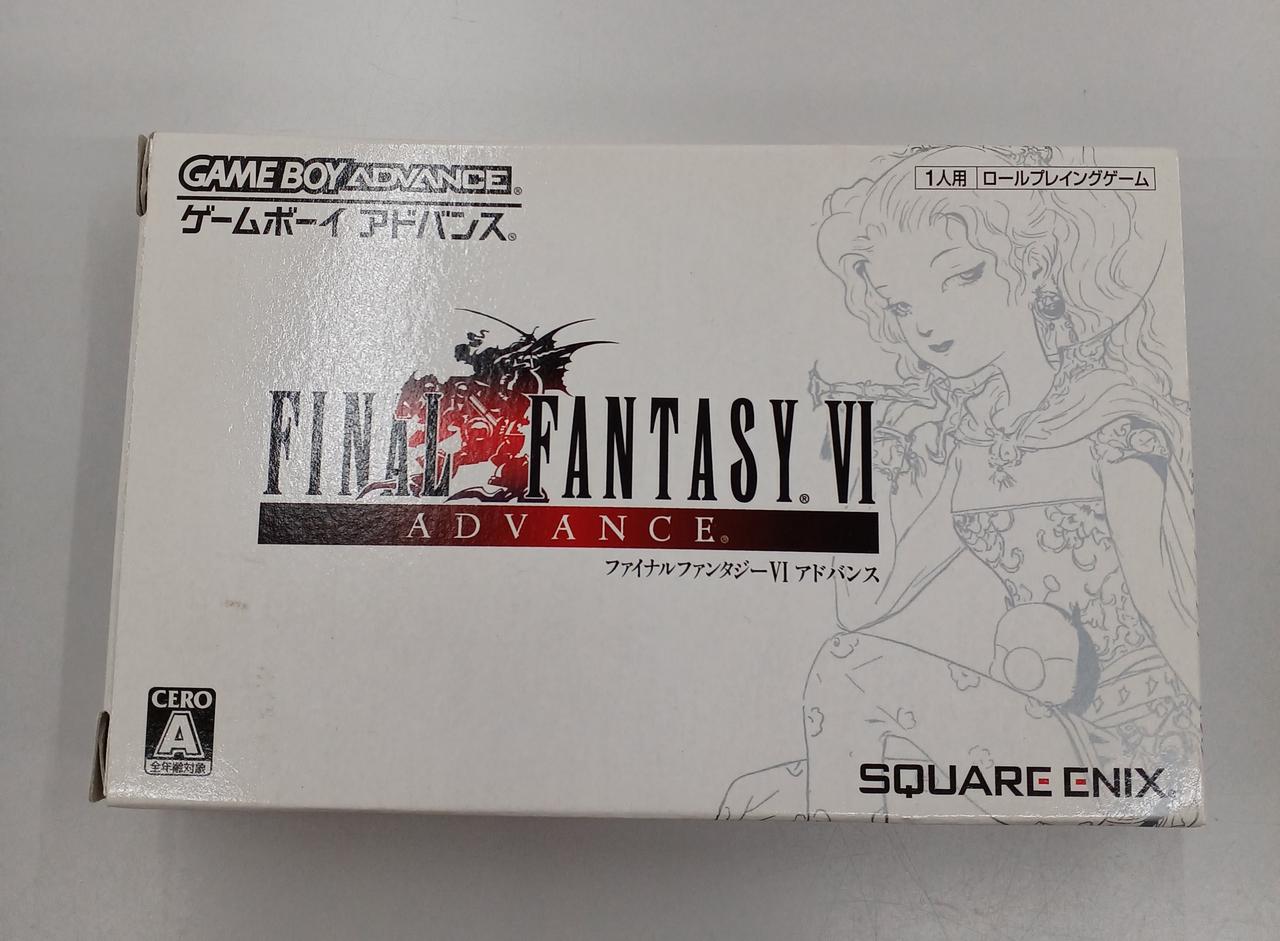 GAME BOY ADVANCE®
ゲームボーイ アドバンス®
1人用 ロールプレイングゲーム
FINAL FANTASY® VI
ADVANCE®
ファイナルファンタジーVI アドバンス
CERO
A
全年齢対象
SQUARE ENIX®